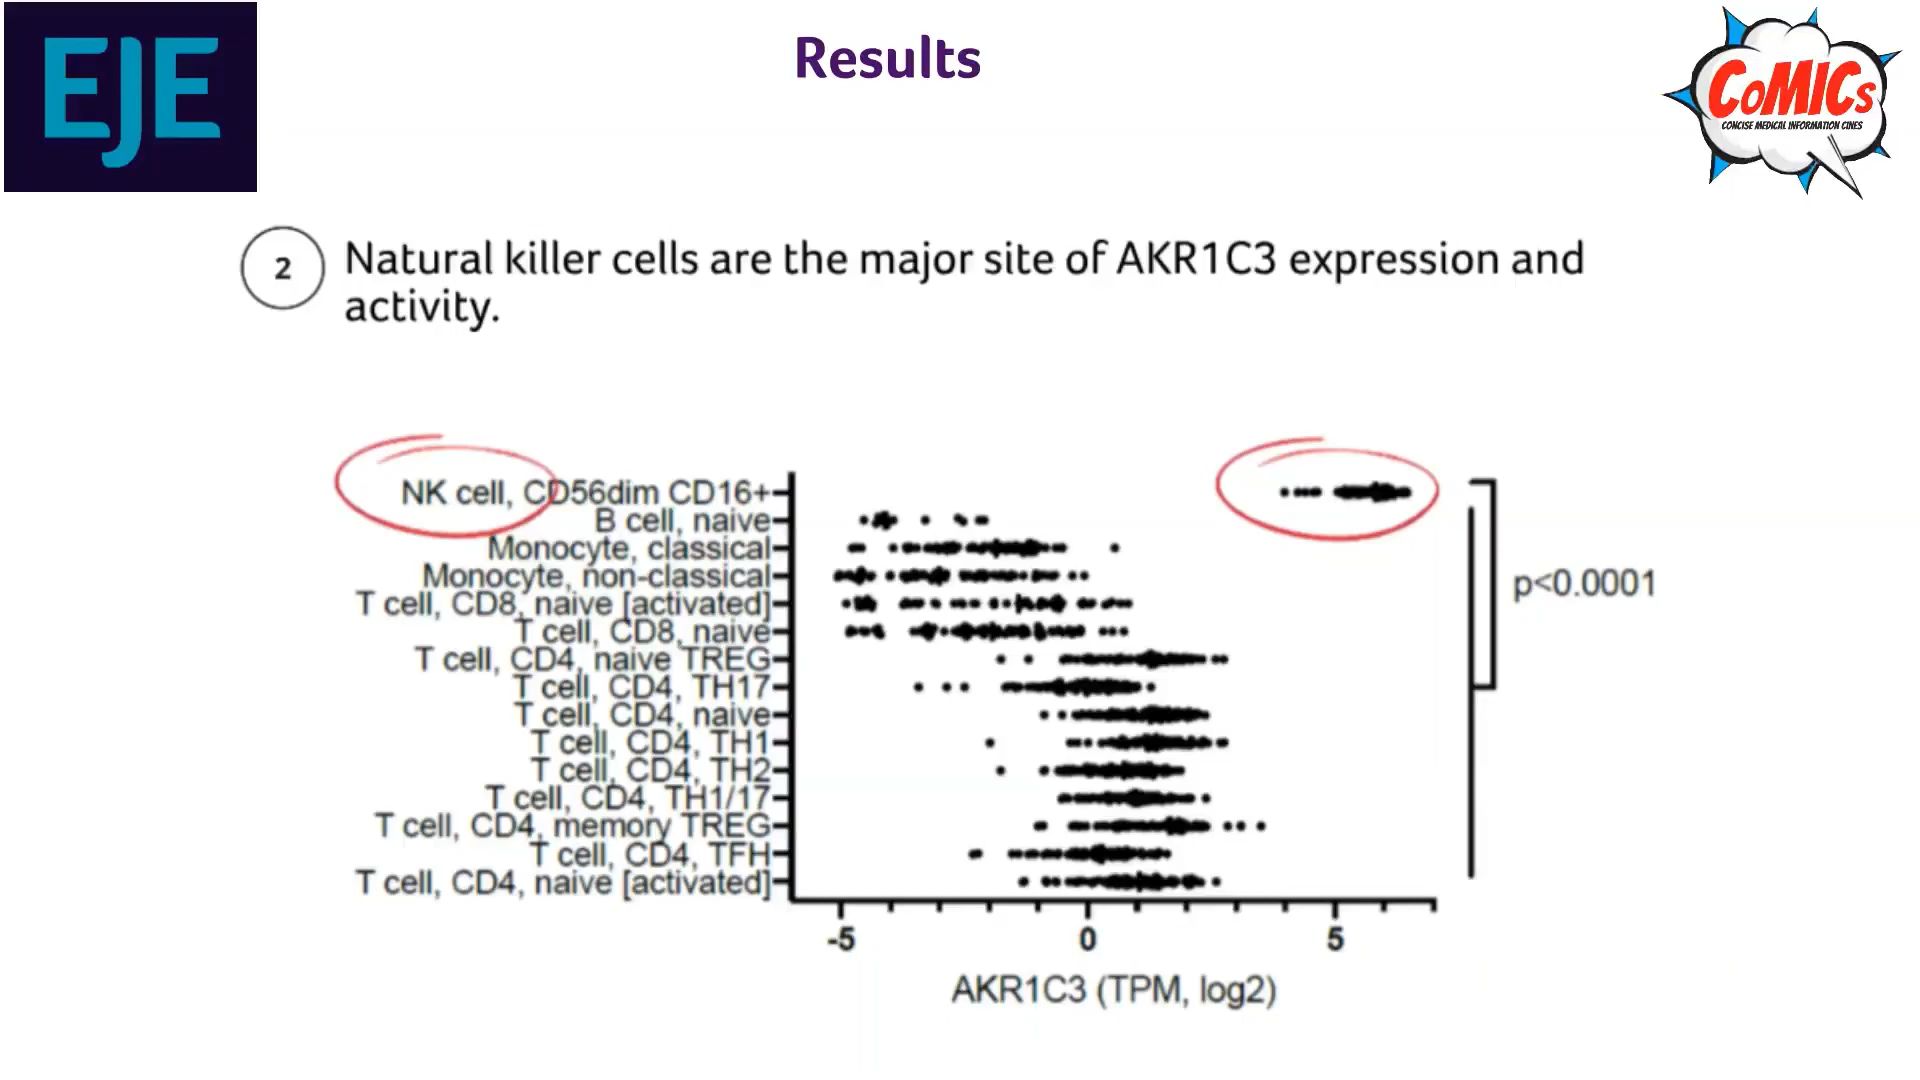 EJE
Results
CoMICs
CONCISE MEDICAL INFORMATION CINES
2
Natural killer cells are the major site of AKR1C3 expression and
activity.
NK cell, CD56dim CD16+
B cell, naive
Monocyte, classical
Monocyte, non-classical
T cell, CD8, naive [activated]
T cell, CD8, naive
T cell, CD4, naive TREG
T cell, CD4, TH17
T cell, CD4, naive
T cell, CD4, TH1
T cell, CD4, TH2
T cell, CD4, TH1/17
T cell, CD4, memory TREG
T cell, CD4, TFH
T cell, CD4, naive [activated]
p<0.0001
-5 0 5
AKR1C3 (TPM, log2)